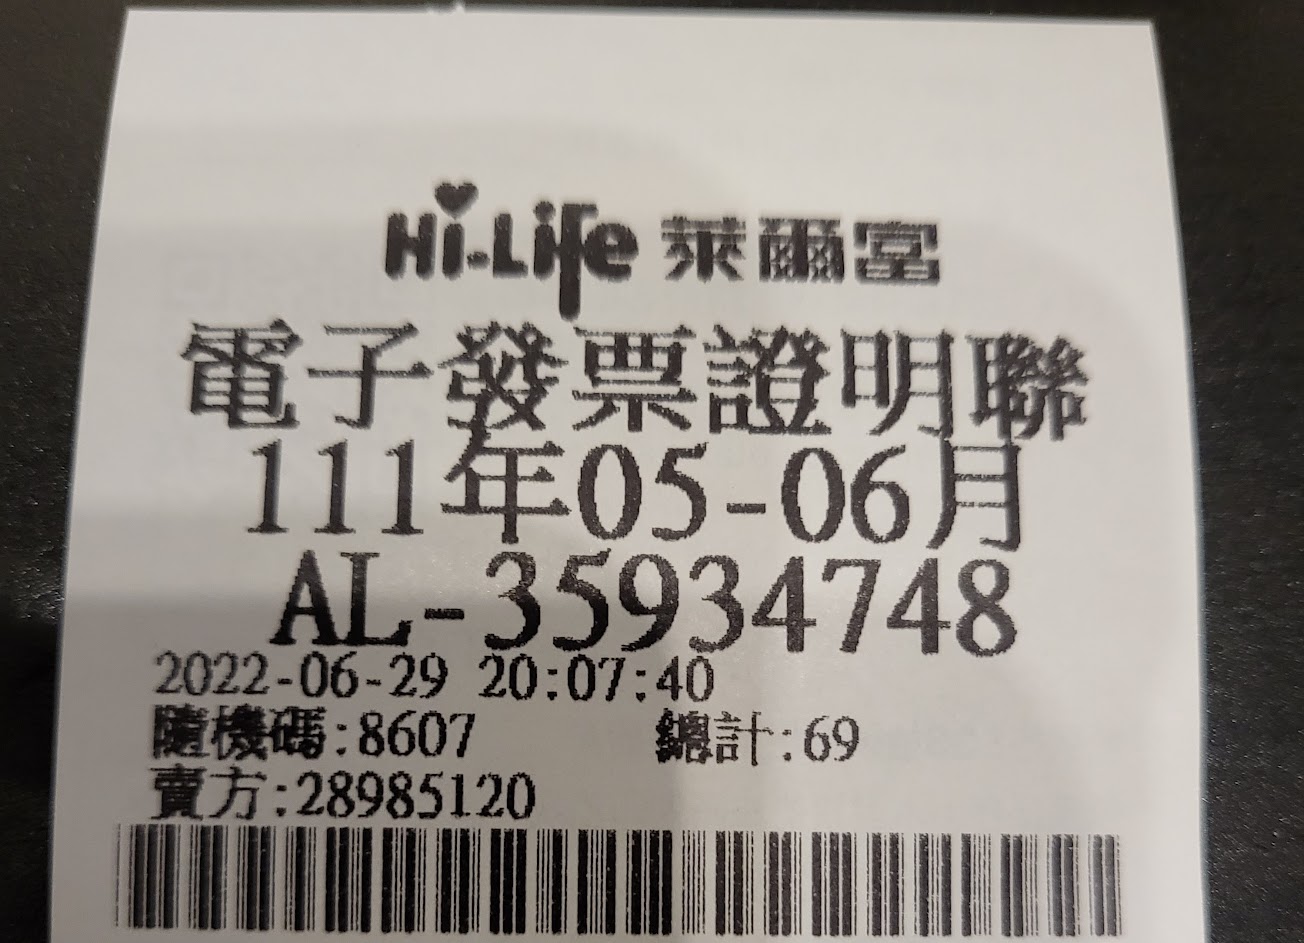 Hi-Life 萊爾富
電子發票證明聯
111年05-06月
AL-35934748
2022-06-29 20:07:40
隨機碼:8607 總計:69
賣方:28985120